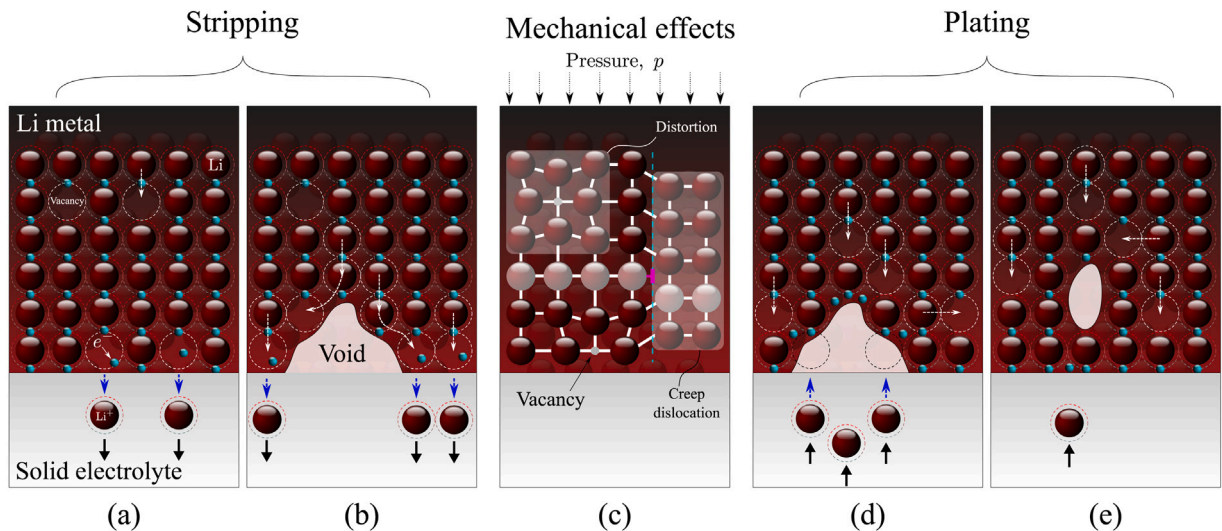 Stripping
Mechanical effects
Plating
Pressure, p
Li metal
Li
Vacancy
e−
Li+
Solid electrolyte
Void
Distortion
Vacancy
Creep
dislocation
(a)
(b)
(c)
(d)
(e)